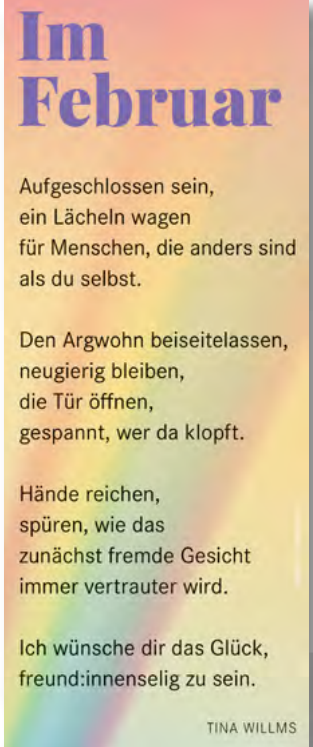 Im
Februar
Aufgeschlossen sein,
ein Lächeln wagen
für Menschen, die anders sind
als du selbst.
Den Argwohn beiseitelassen,
neugierig bleiben,
die Tür öffnen,
gespannt, wer da klopft.
Hände reichen,
spüren, wie das
zunächst fremde Gesicht
immer vertrauter wird.
Ich wünsche dir das Glück,
freund:innenselig zu sein.
TINA WILLMS